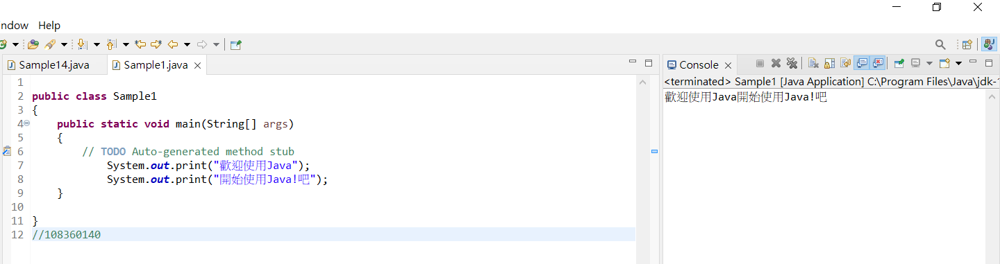 ndow Help
Sample14.java
Sample1.java
1
2 public class Sample1
3 {
4 public static void main(String[] args)
5 {
6 // TODO Auto-generated method stub
7 System.out.print("歡迎使用Java");
8 System.out.print("開始使用Java!吧");
9 }
10
11 }
12 //108360140
Console
<terminated> Sample1 [Java Application] C:\Program Files\Java\jdk-1
歡迎使用Java開始使用Java!吧